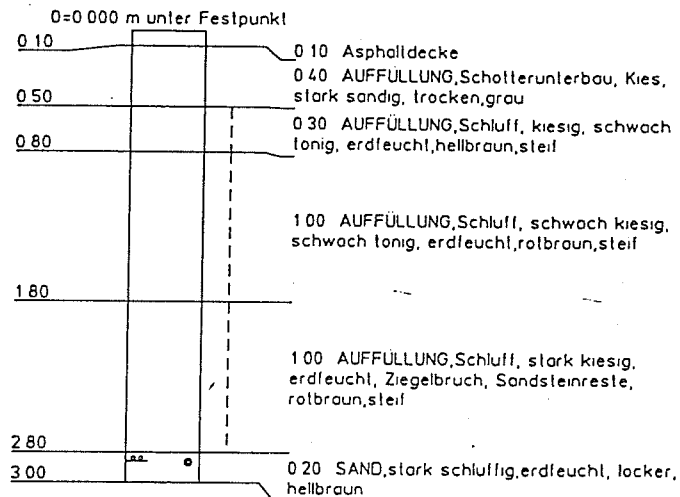 0=0 000 m unter Festpunkt
0 10
0 10 Asphaltdecke
0 40 AUFFÜLLUNG,Schotterunterbau, Kies,
stark sandig, trocken,grau
0 50
0 30 AUFFÜLLUNG,Schluff, kiesig, schwach
tonig, erdfeucht,hellbraun,steif
0 80
1 00 AUFFÜLLUNG,Schluff, schwach kiesig,
schwach tonig, erdfeucht,rotbraun,steif
1 80
1 00 AUFFÜLLUNG,Schluff, stark kiesig,
erdfeucht, Ziegelbruch, Sandsteinreste,
rotbraun,steif
2 80
0 20 SAND,stark schluffig,erdfeucht, locker,
hellbraun
3 00